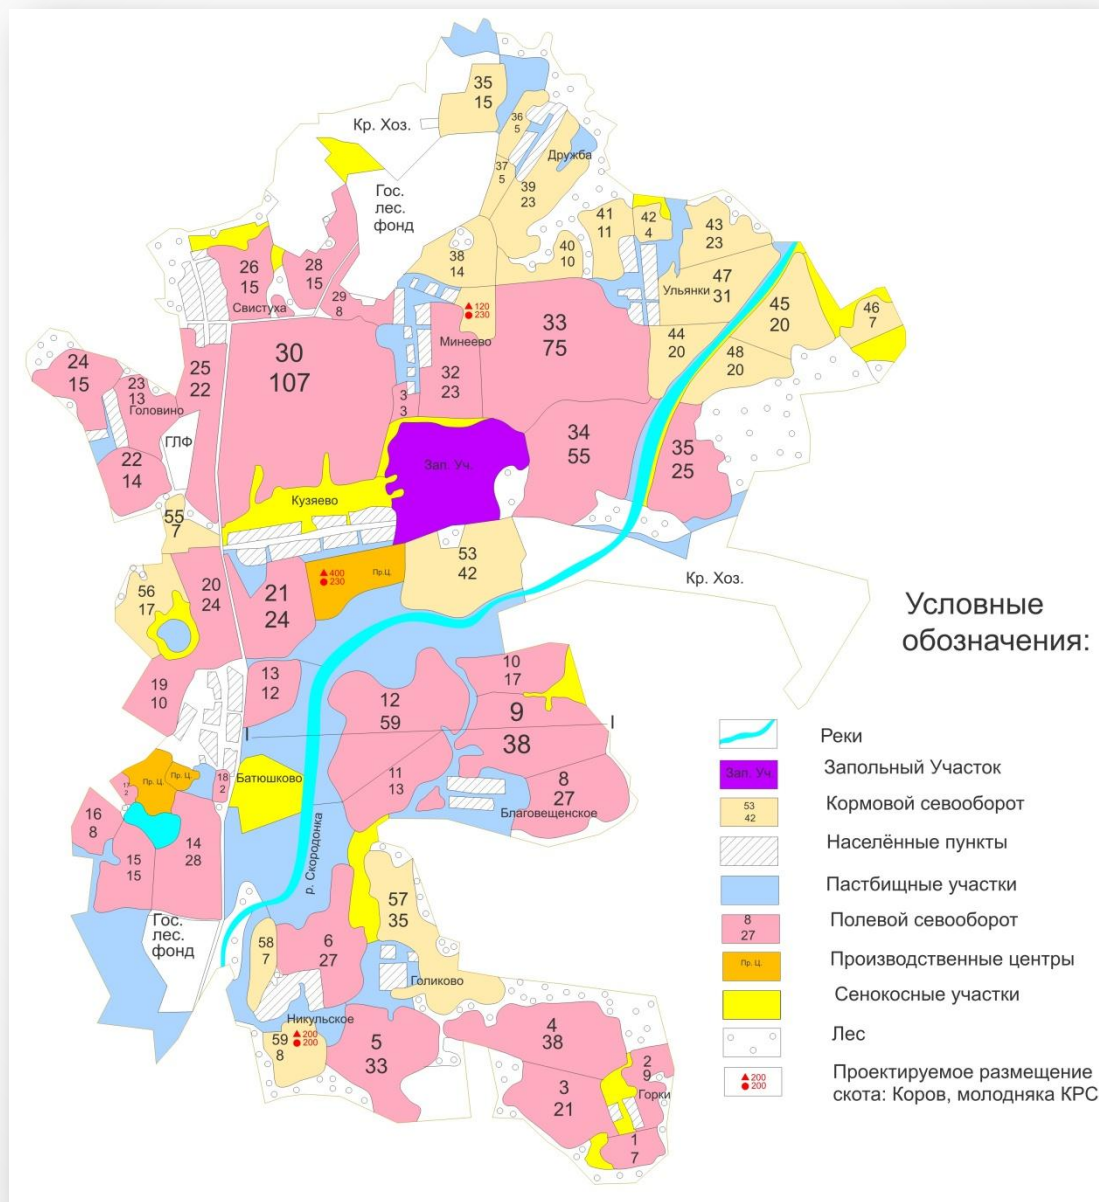 35
15
Кр. Хоз.
36
5
Дружба
37
5
39
23
Гос.
лес.
фонд
41
11
42
4
43
23
40
10
38
14
26
15
28
15
Свистуха
29
8
Ульянки
47
31
45
20
46
7
120
230
Минеево
33
75
44
20
48
20
30
107
32
23
3
3
24
15
23
13
Головино
25
22
ГЛФ
22
14
34
55
35
25
Зап. Уч.
Кузяево
55
7
53
42
Кр. Хоз.
400
230
Пр.Ц.
56
17
20
24
21
24
19
10
13
12
10
17
12
59
9
38
I
I
11
13
8
27
Благовещенское
Батюшково
Пр. Ц.
Пр. Ц.
17
2
18
2
16
8
15
15
14
28
р. Скородонка
Гос.
лес.
фонд
57
35
58
7
6
27
Голиково
Никульское
59
8
200
200
5
33
4
38
3
21
2
9
Горки
1
7
Условные
обозначения:
Реки
Зап. Уч.
Запольный Участок
53
42
Кормовой севооборот
Населённые пункты
Пастбищные участки
8
27
Полевой севооборот
Пр. Ц.
Производственные центры
Сенокосные участки
Лес
200
200
Проектируемое размещение
скота: Коров, молодняка КРС